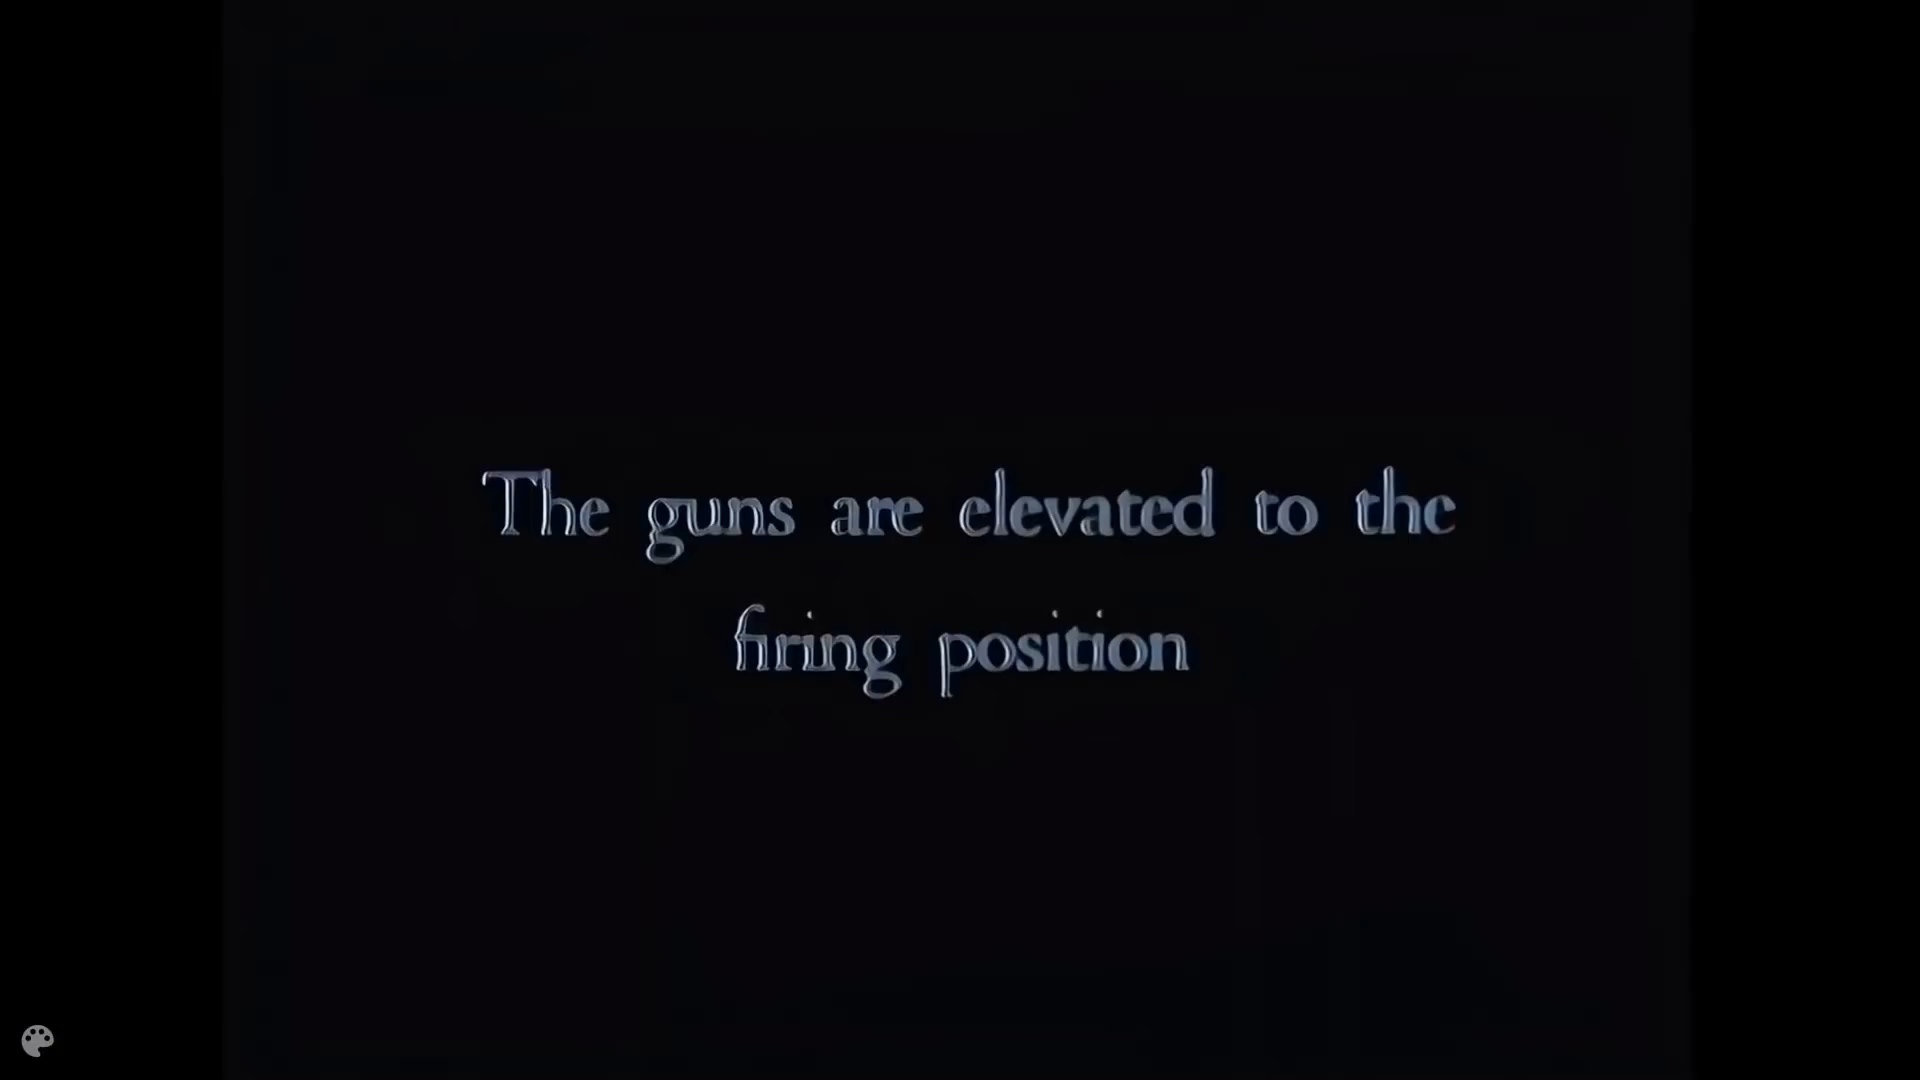 The guns are elevated to the
firing position